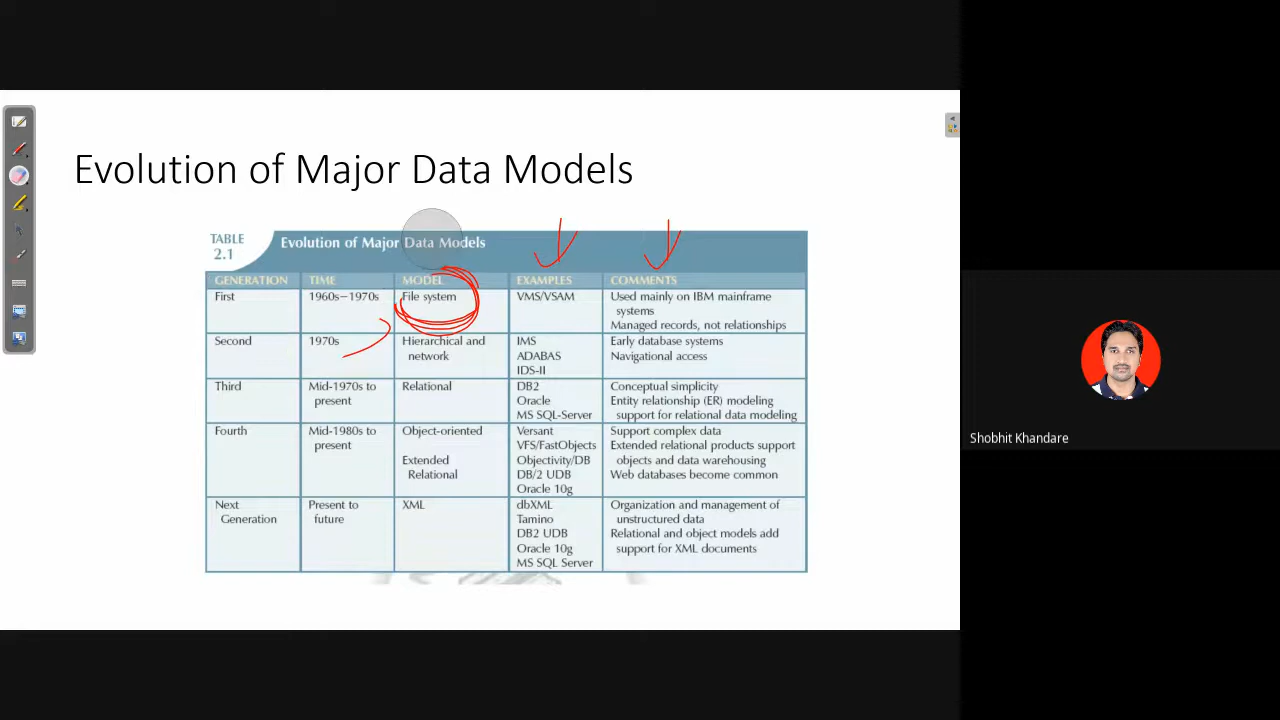 Evolution of Major Data Models
TABLE
2.1
Evolution of Major Data Models
GENERATION TIME MODEL EXAMPLES COMMENTS
First 1960s–1970s File system VMS/VSAM Used mainly on IBM mainframe
systems
Managed records, not relationships
Second 1970s Hierarchical and IMS Early database systems
network ADABAS Navigational access
IDS-II
Third Mid-1970s to Relational DB2 Conceptual simplicity
present Oracle Entity relationship (ER) modeling
MS SQL-Server support for relational data modeling
Fourth Mid-1980s to Object-oriented Versant Support complex data
present VFS/FastObjects Extended relational products support
Extended Objectivity/DB objects and data warehousing
Relational DB/2 UDB Web databases become common
Oracle 10g
Next Present to XML dbXML Organization and management of
Generation future Tamino unstructured data
DB2 UDB Relational and object models add
Oracle 10g support for XML documents
MS SQL Server
Shobhit Khandare